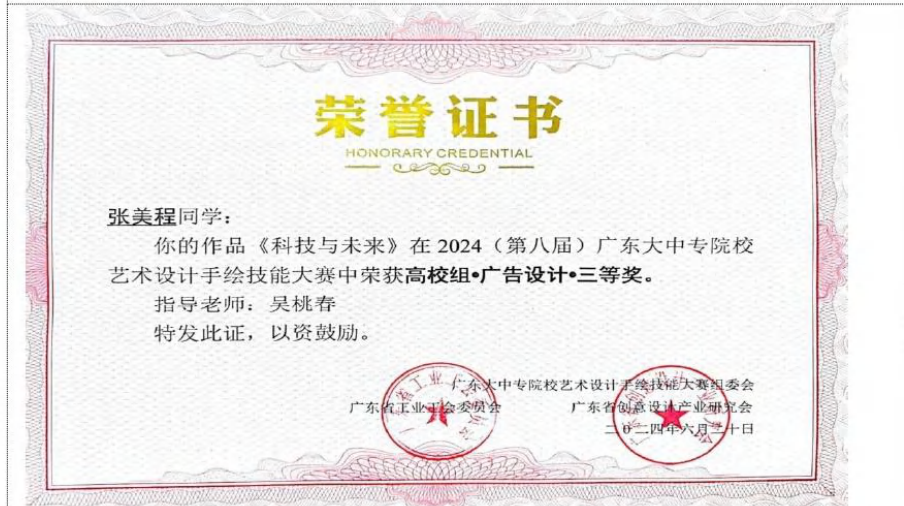 荣誉证书
HONORARY CREDENTIAL
张美程同学：
你的作品《科技与未来》在2024（第八届）广东大中专院校
艺术设计手绘技能大赛中荣获高校组•广告设计•三等奖。
指导老师：吴桃春
特发此证，以资鼓励。
广东大中专院校艺术设计手绘技能大赛组委会
广东省工业工会委员会 广东省创意设计产业研究会
二〇二四年六月三十日